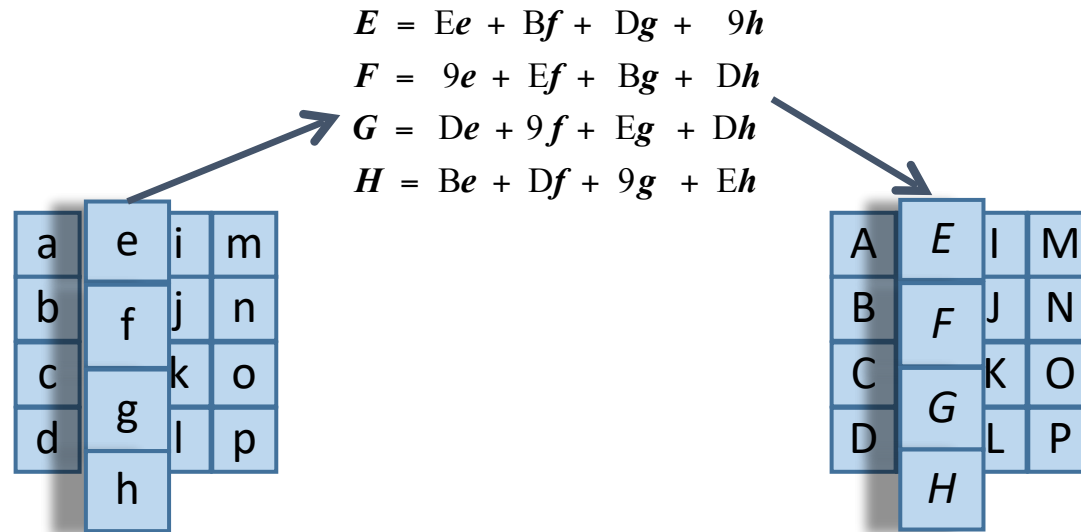 E = Ee + Bf + Dg + 9h
F = 9e + Ef + Bg + Dh
G = De + 9f + Eg + Dh
H = Be + Df + 9g + Eh
a e i m
b f j n
c g k o
d h l p
A E I M
B F J N
C G K O
D H L P